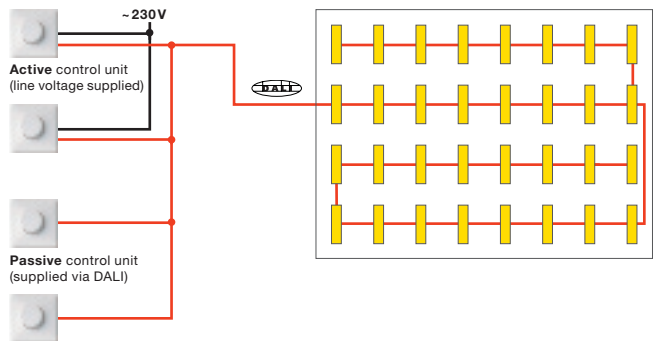 ~230V
Active control unit
(line voltage supplied)
DALI
Passive control unit
(supplied via DALI)